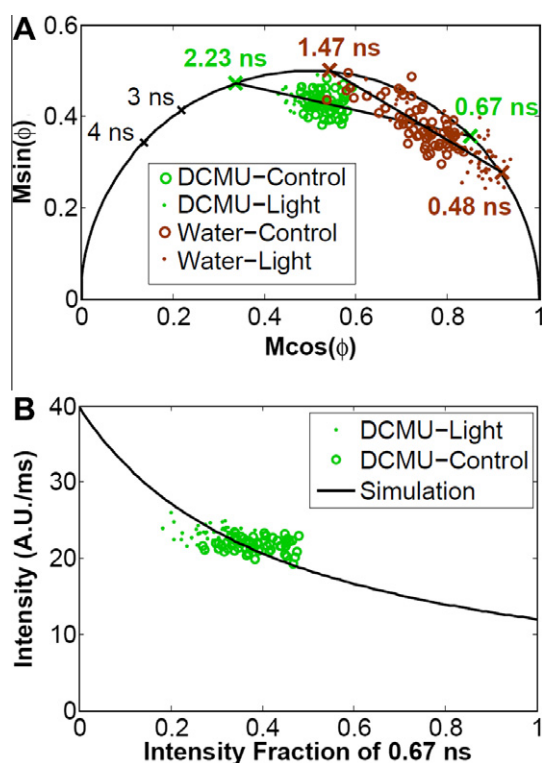 A
0.6
0.4
0.2
0
Msin(ϕ)
2.23 ns
1.47 ns
3 ns
4 ns
0.67 ns
0.48 ns
DCMU−Control
DCMU−Light
Water−Control
Water−Light
0 0.2 0.4 0.6 0.8 1
Mcos(ϕ)
B
40
30
20
10
0
Intensity (A.U./ms)
DCMU−Light
DCMU−Control
Simulation
0 0.2 0.4 0.6 0.8 1
Intensity Fraction of 0.67 ns